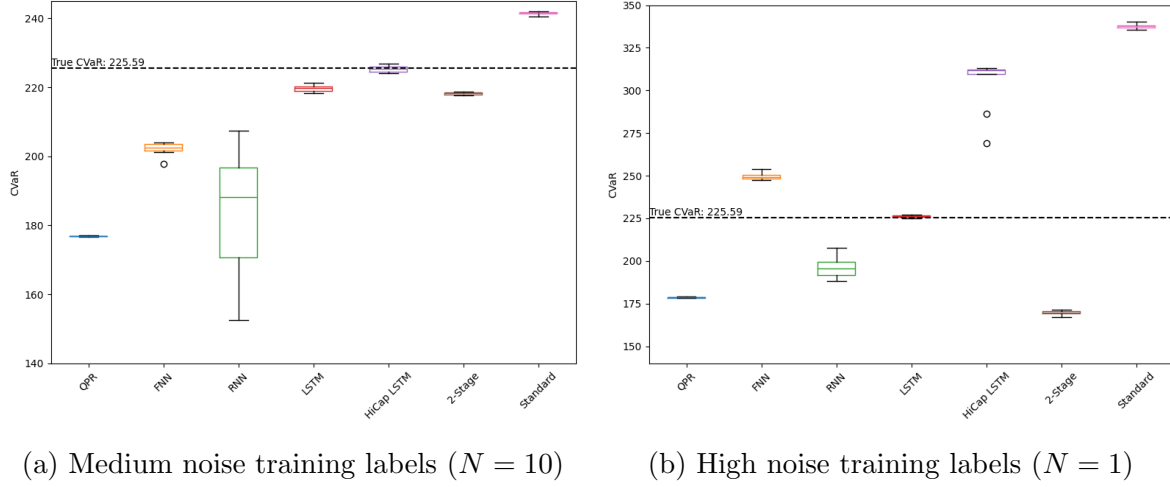 240
220
200
180
160
140
CVaR
True CVaR: 225.59
QPR
FNN
RNN
LSTM
HiCap LSTM
2-Stage
Standard
350
325
300
275
250
225
200
175
150
CVaR
True CVaR: 225.59
QPR
FNN
RNN
LSTM
HiCap LSTM
2-Stage
Standard
(a) Medium noise training labels (N = 10)
(b) High noise training labels (N = 1)